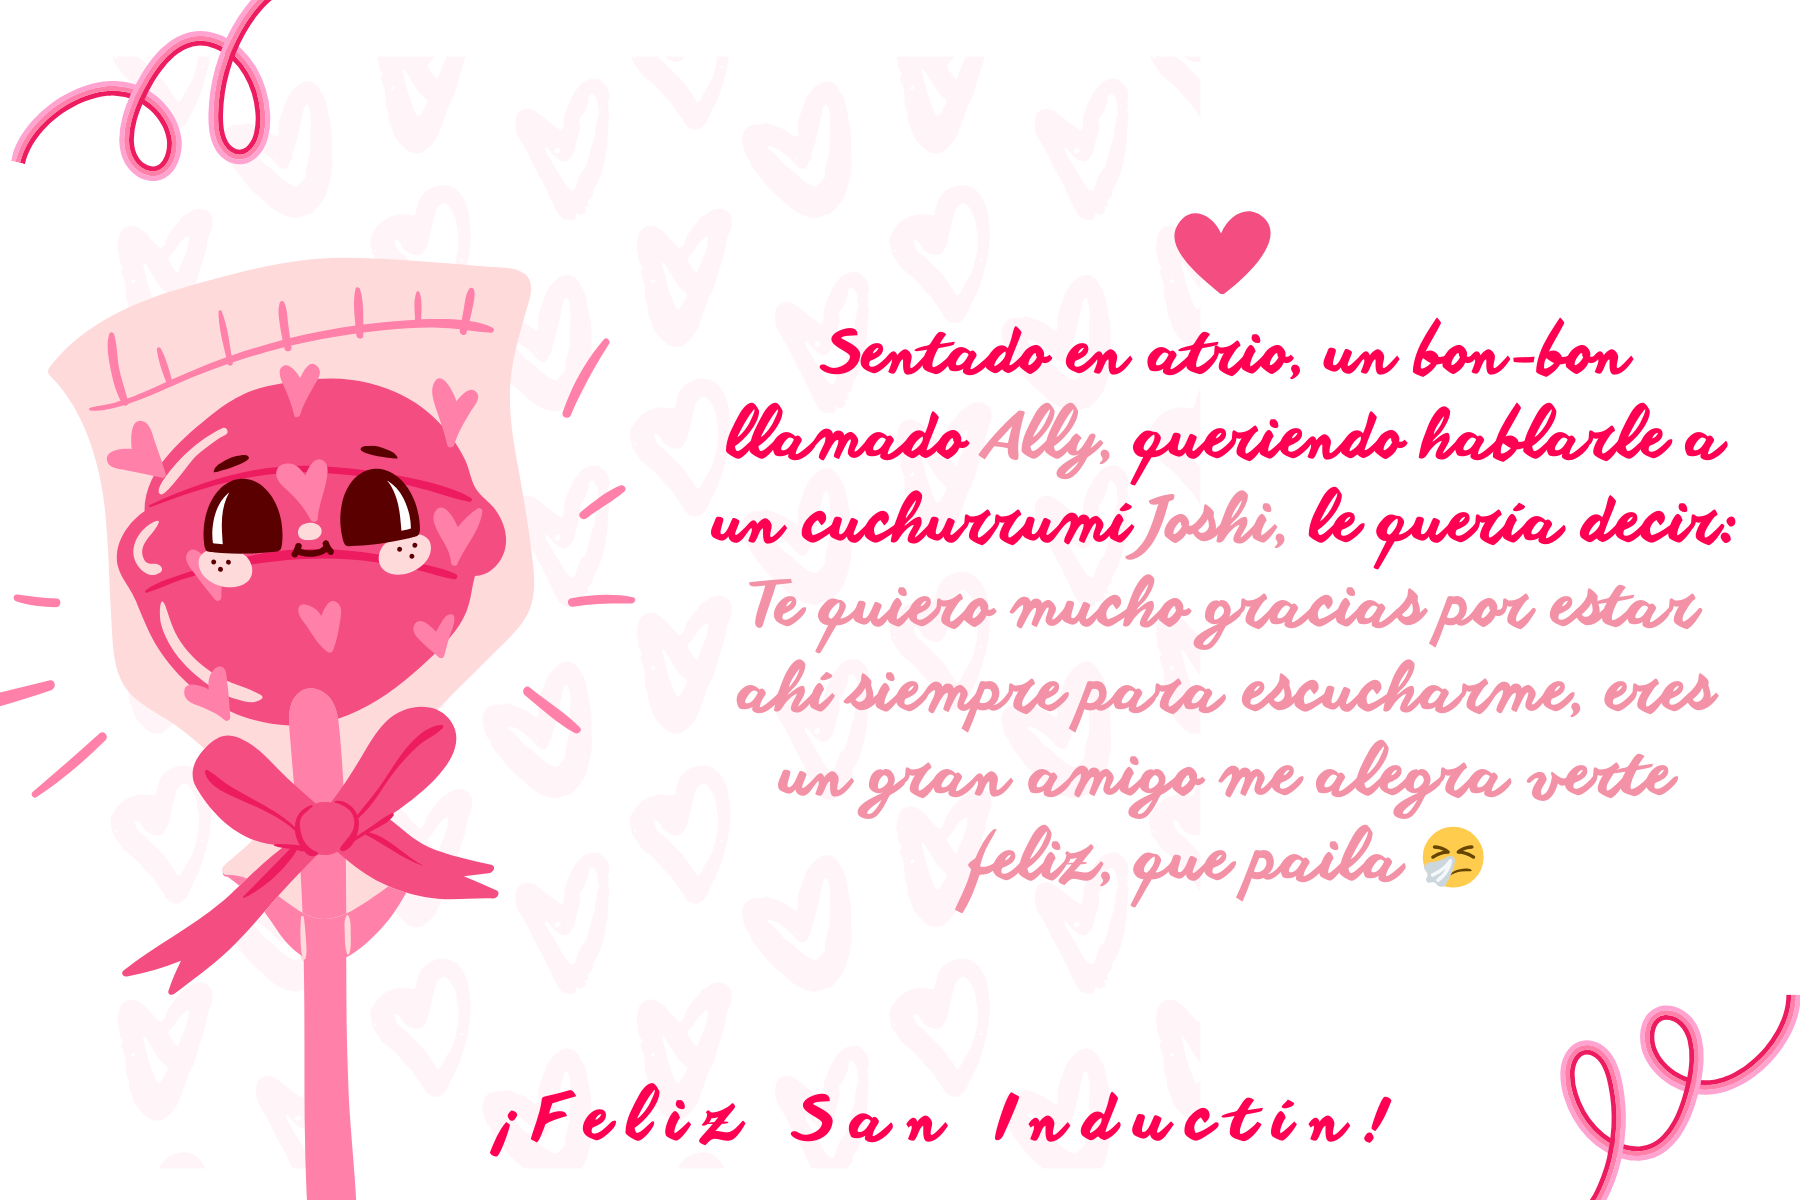 Sentado en atrio, un bon-bon
llamado Ally, queriendo hablarle a
un cuchurrumí Joshi, le quería decir:
Te quiero mucho gracias por estar
ahí siempre para escucharme, eres
un gran amigo me alegra verte
feliz, que paila 🤧
¡Feliz San Inductín!